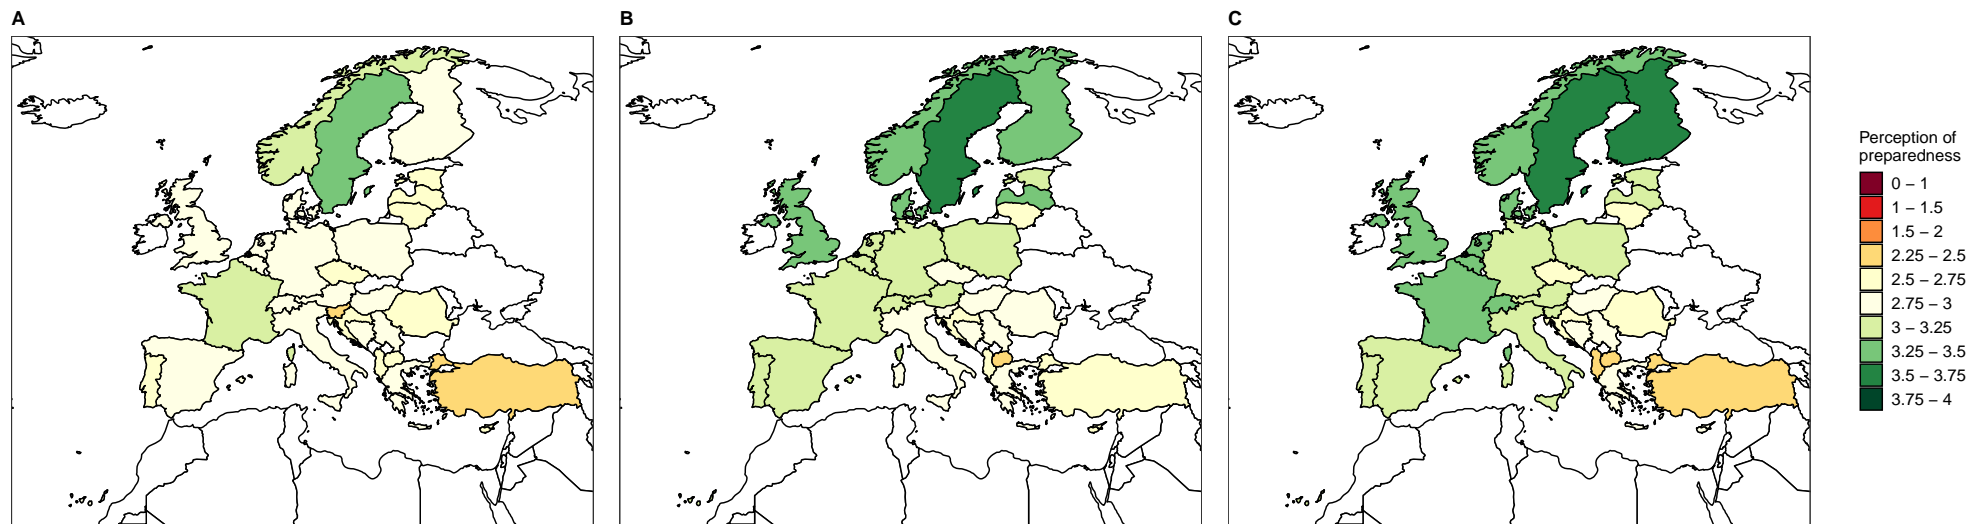 A
B
C
Perception of
preparedness
0 – 1
1 – 1.5
1.5 – 2
2.25 – 2.5
2.5 – 2.75
2.75 – 3
3 – 3.25
3.25 – 3.5
3.5 – 3.75
3.75 – 4